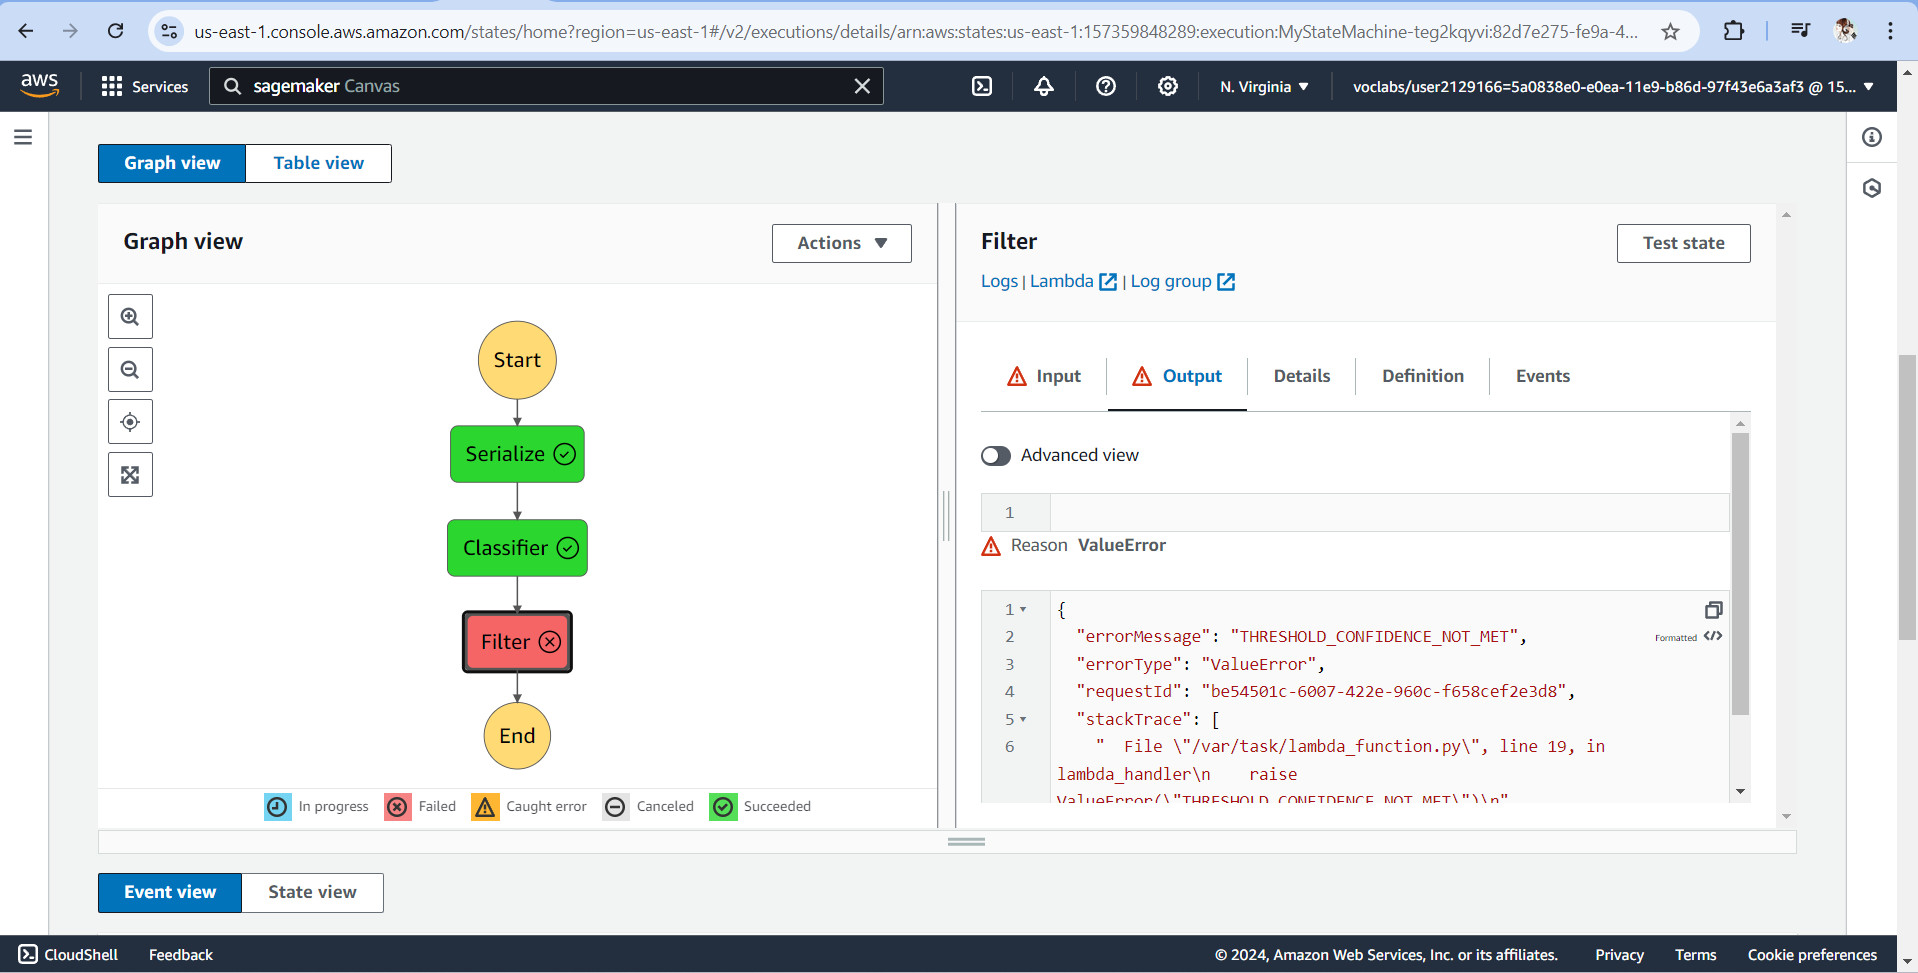 us-east-1.console.aws.amazon.com/states/home?region=us-east-1#/v2/executions/details/arn:aws:states:us-east-1:157359848289:execution:MyStateMachine-teg2kqyvi:82d7e275-fe9a-4...
aws
Services
sagemaker Canvas
N. Virginia
voclabs/user2129166=5a0838e0-e0ea-11e9-b86d-97f43e6a3af3 @ 15...
Graph view
Table view
Graph view
Actions
Start
Serialize
Classifier
Filter
End
In progress
Failed
Caught error
Canceled
Succeeded
Filter
Test state
Logs | Lambda | Log group
Input
Output
Details
Definition
Events
Advanced view
1
Reason ValueError
Formatted
1 {
2 "errorMessage": "THRESHOLD_CONFIDENCE_NOT_MET",
3 "errorType": "ValueError",
4 "requestId": "be54501c-6007-422e-960c-f658cef2e3d8",
5 "stackTrace": [
6 " File \"/var/task/lambda_function.py\", line 19, in
lambda_handler\n    raise
ValueError(\"THRESHOLD_CONFIDENCE_NOT_MET\")\n"
Event view
State view
CloudShell
Feedback
© 2024, Amazon Web Services, Inc. or its affiliates.
Privacy
Terms
Cookie preferences